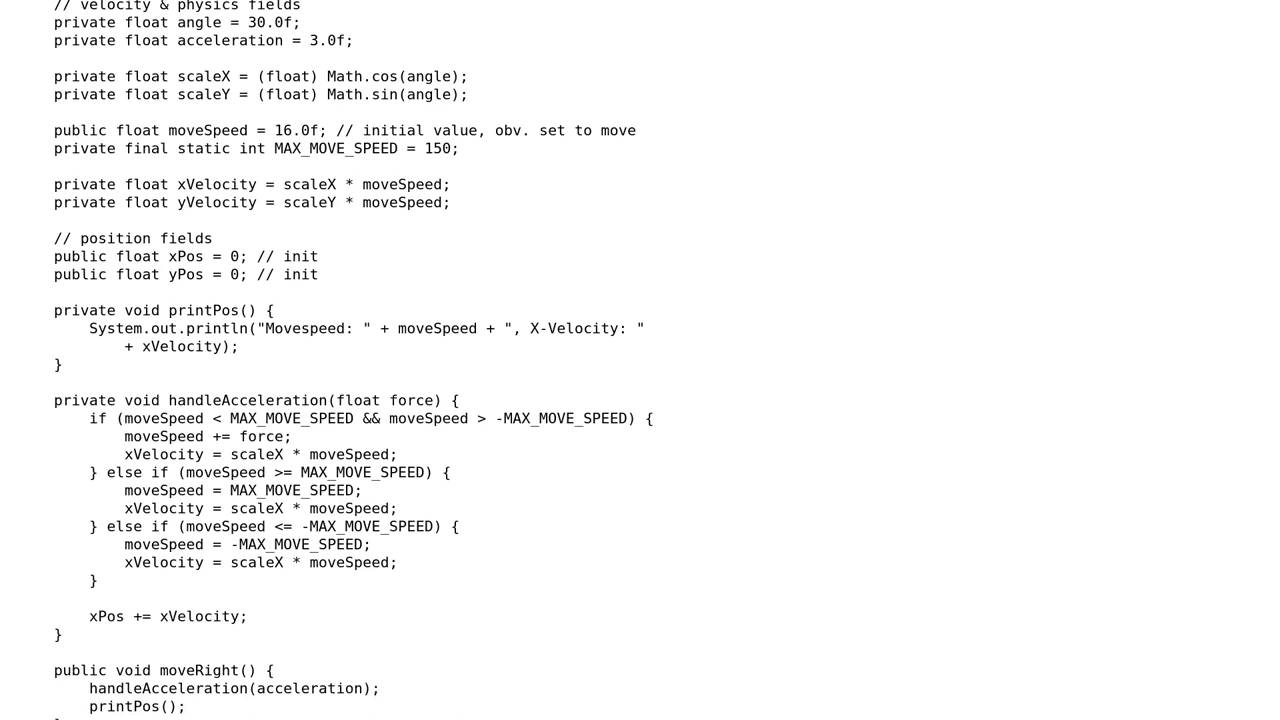 // velocity & physics fields
private float angle = 30.0f;
private float acceleration = 3.0f;
private float scaleX = (float) Math.cos(angle);
private float scaleY = (float) Math.sin(angle);
public float moveSpeed = 16.0f; // initial value, obv. set to move
private final static int MAX_MOVE_SPEED = 150;
private float xVelocity = scaleX * moveSpeed;
private float yVelocity = scaleY * moveSpeed;
// position fields
public float xPos = 0; // init
public float yPos = 0; // init
private void printPos() {
System.out.println("Movespeed: " + moveSpeed + ", X-Velocity: "
+ xVelocity);
}
private void handleAcceleration(float force) {
if (moveSpeed < MAX_MOVE_SPEED && moveSpeed > -MAX_MOVE_SPEED) {
moveSpeed += force;
xVelocity = scaleX * moveSpeed;
} else if (moveSpeed >= MAX_MOVE_SPEED) {
moveSpeed = MAX_MOVE_SPEED;
xVelocity = scaleX * moveSpeed;
} else if (moveSpeed <= -MAX_MOVE_SPEED) {
moveSpeed = -MAX_MOVE_SPEED;
xVelocity = scaleX * moveSpeed;
}
xPos += xVelocity;
}
public void moveRight() {
handleAcceleration(acceleration);
printPos();